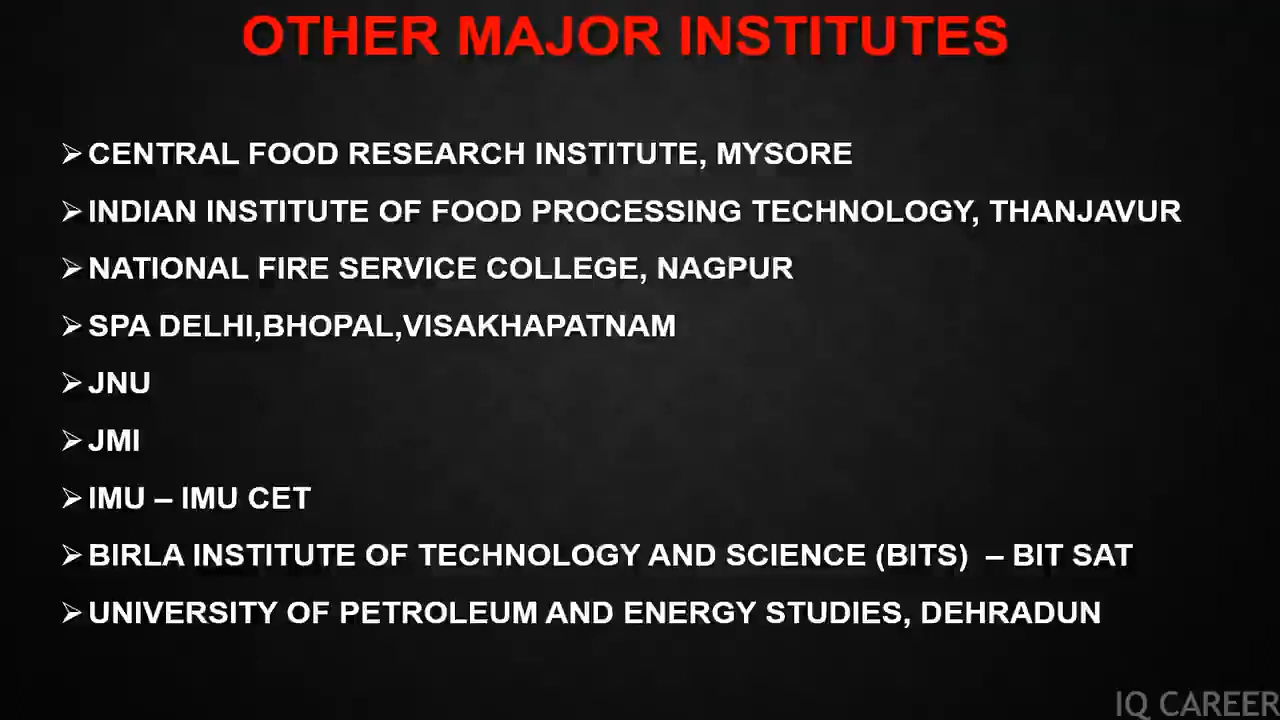 OTHER MAJOR INSTITUTES
➢CENTRAL FOOD RESEARCH INSTITUTE, MYSORE
➢INDIAN INSTITUTE OF FOOD PROCESSING TECHNOLOGY, THANJAVUR
➢NATIONAL FIRE SERVICE COLLEGE, NAGPUR
➢SPA DELHI,BHOPAL,VISAKHAPATNAM
➢JNU
➢JMI
➢IMU – IMU CET
➢BIRLA INSTITUTE OF TECHNOLOGY AND SCIENCE (BITS) – BIT SAT
➢UNIVERSITY OF PETROLEUM AND ENERGY STUDIES, DEHRADUN
IQ CAREER